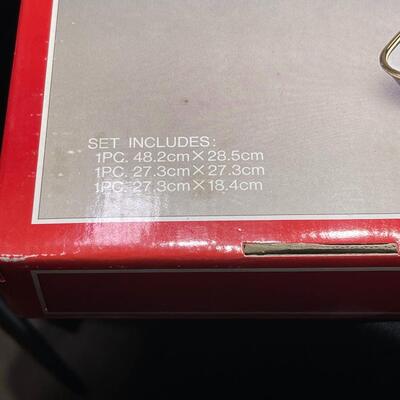 SET INCLUDES:
1PC. 48.2cm×28.5cm
1PC. 27.3cm×27.3cm
1PC. 27.3cm×18.4cm